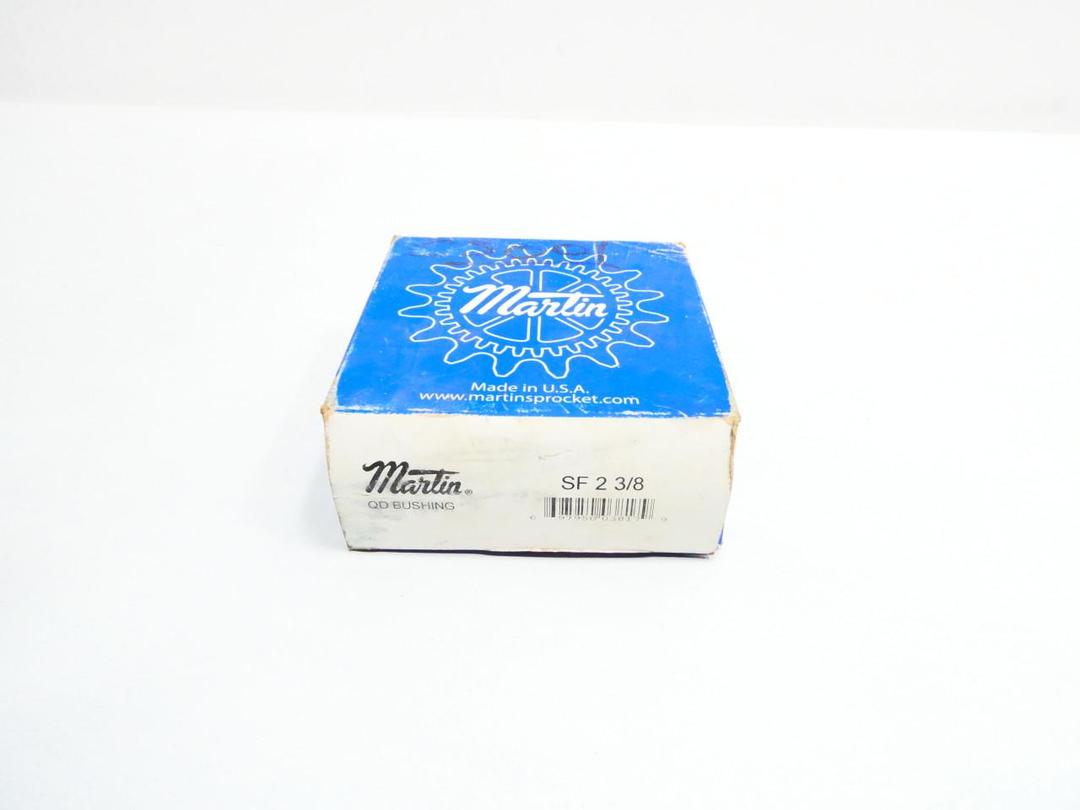 Martin
Made in U.S.A.
www.martinsprocket.com
Martin®
QD BUSHING
SF 2 3/8